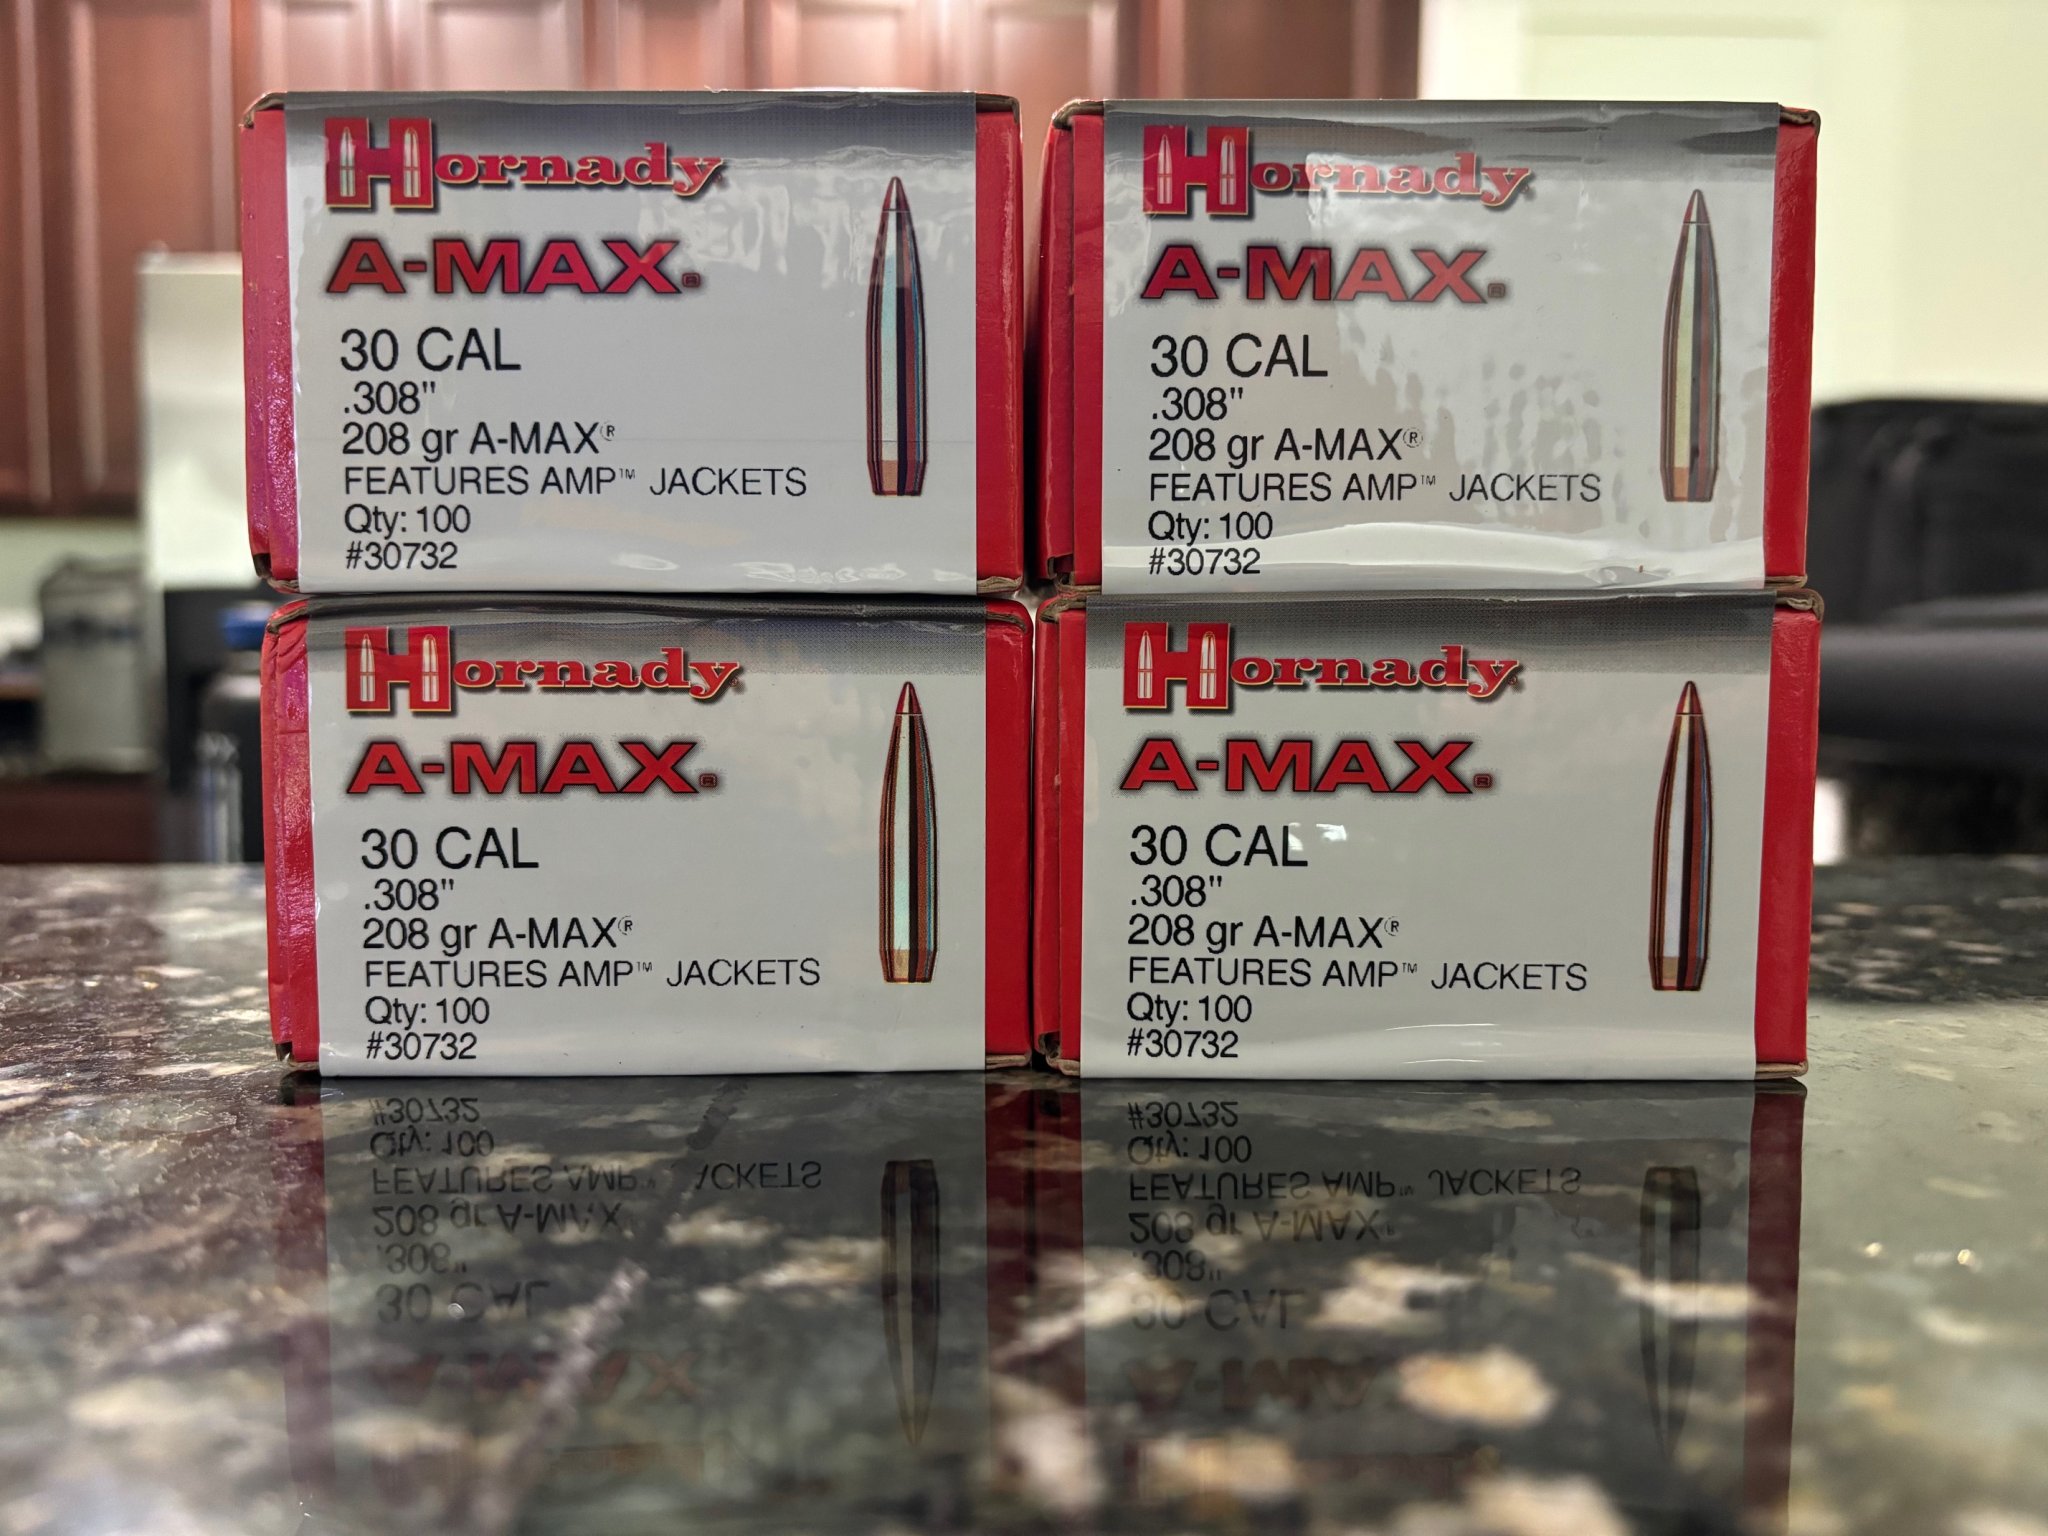 Hornady
A-MAX®
30 CAL
.308"
208 gr A-MAX®
FEATURES AMP™ JACKETS
Qty: 100
#30732
Hornady
A-MAX®
30 CAL
.308"
208 gr A-MAX®
FEATURES AMP™ JACKETS
Qty: 100
#30732
Hornady
A-MAX®
30 CAL
.308"
208 gr A-MAX®
FEATURES AMP™ JACKETS
Qty: 100
#30732
Hornady
A-MAX®
30 CAL
.308"
208 gr A-MAX®
FEATURES AMP™ JACKETS
Qty: 100
#30732